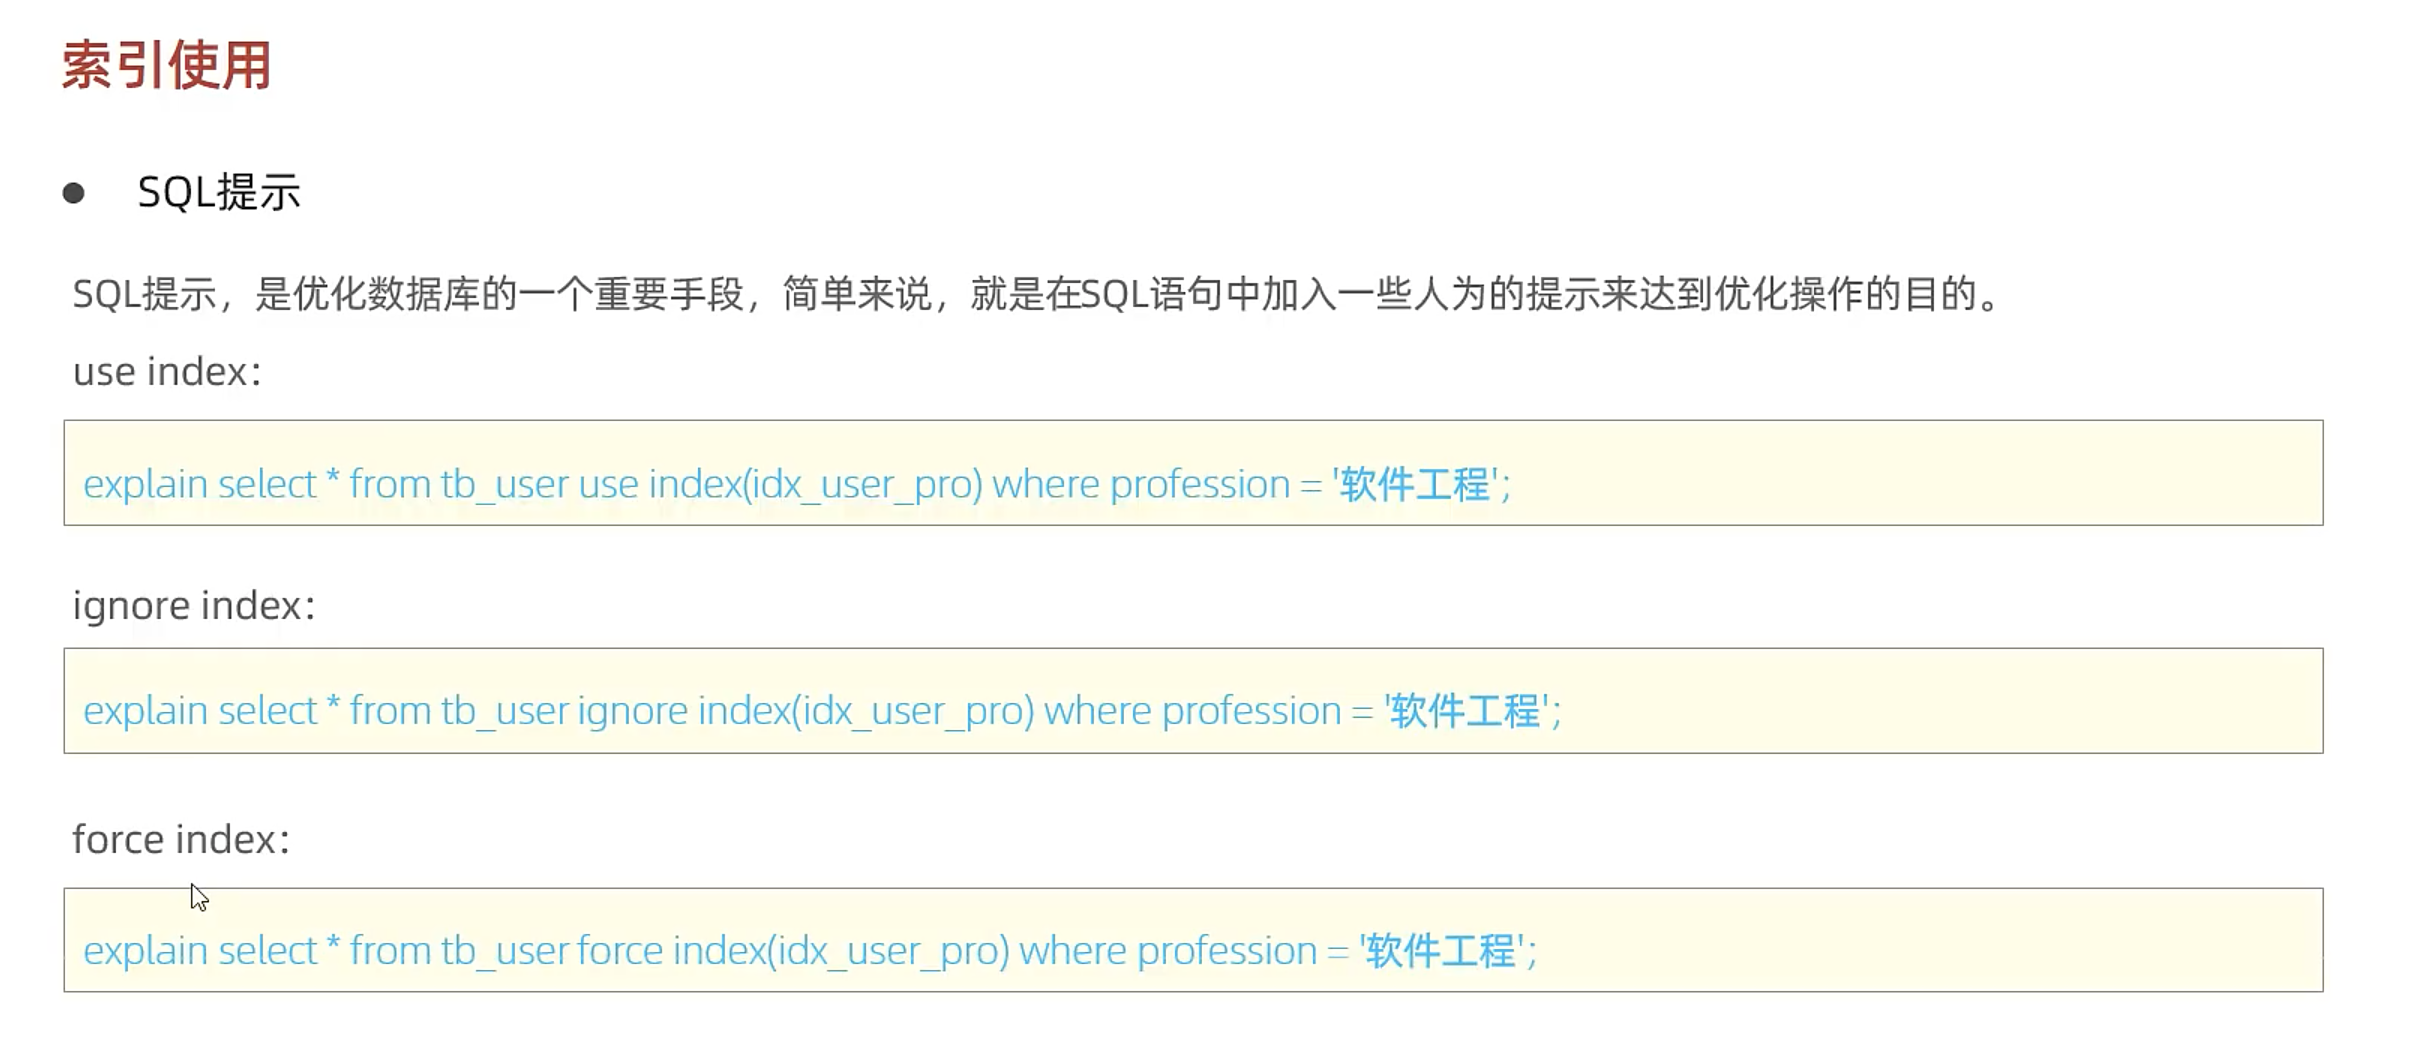 索引使用
● SQL提示
SQL提示，是优化数据库的一个重要手段，简单来说，就是在SQL语句中加入一些人为的提示来达到优化操作的目的。
use index：
explain select * from tb_user use index(idx_user_pro) where profession = '软件工程';
ignore index：
explain select * from tb_user ignore index(idx_user_pro) where profession = '软件工程';
force index：
explain select * from tb_user force index(idx_user_pro) where profession = '软件工程';